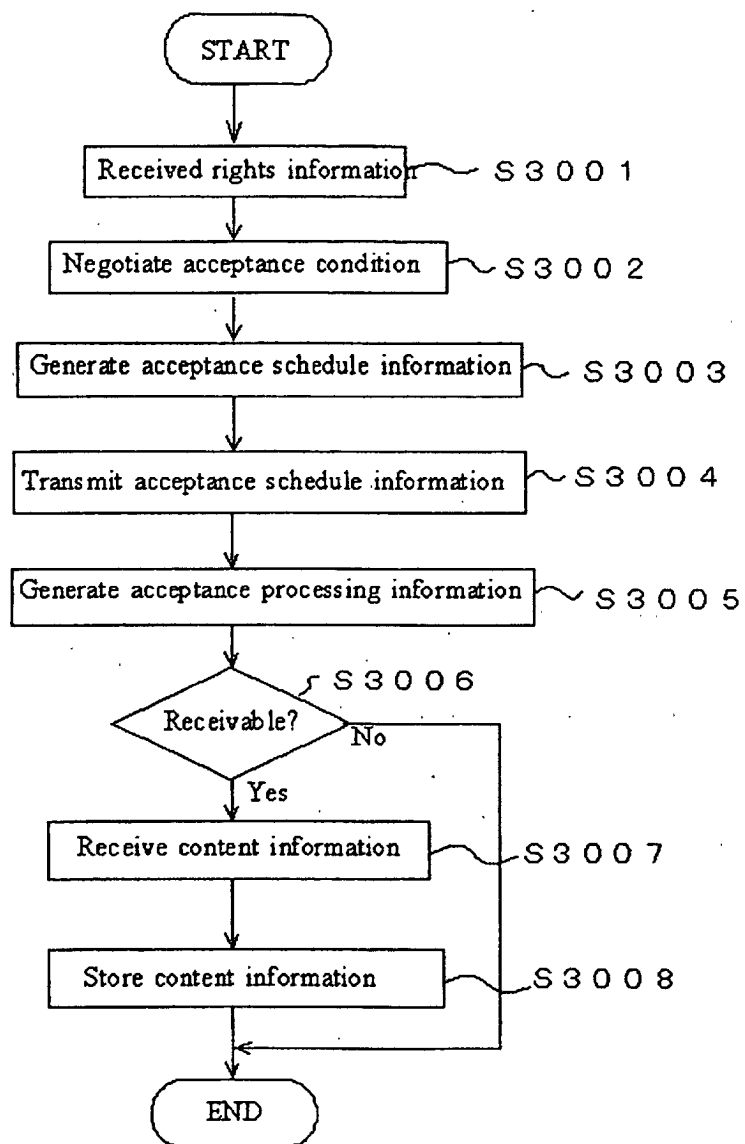 START
Received rights information
S3001
Negotiate acceptance condition
S3002
Generate acceptance schedule information
S3003
Transmit acceptance schedule information
S3004
Generate acceptance processing information
S3005
S3006
Receivable?
No
Yes
Receive content information
S3007
Store content information
S3008
END